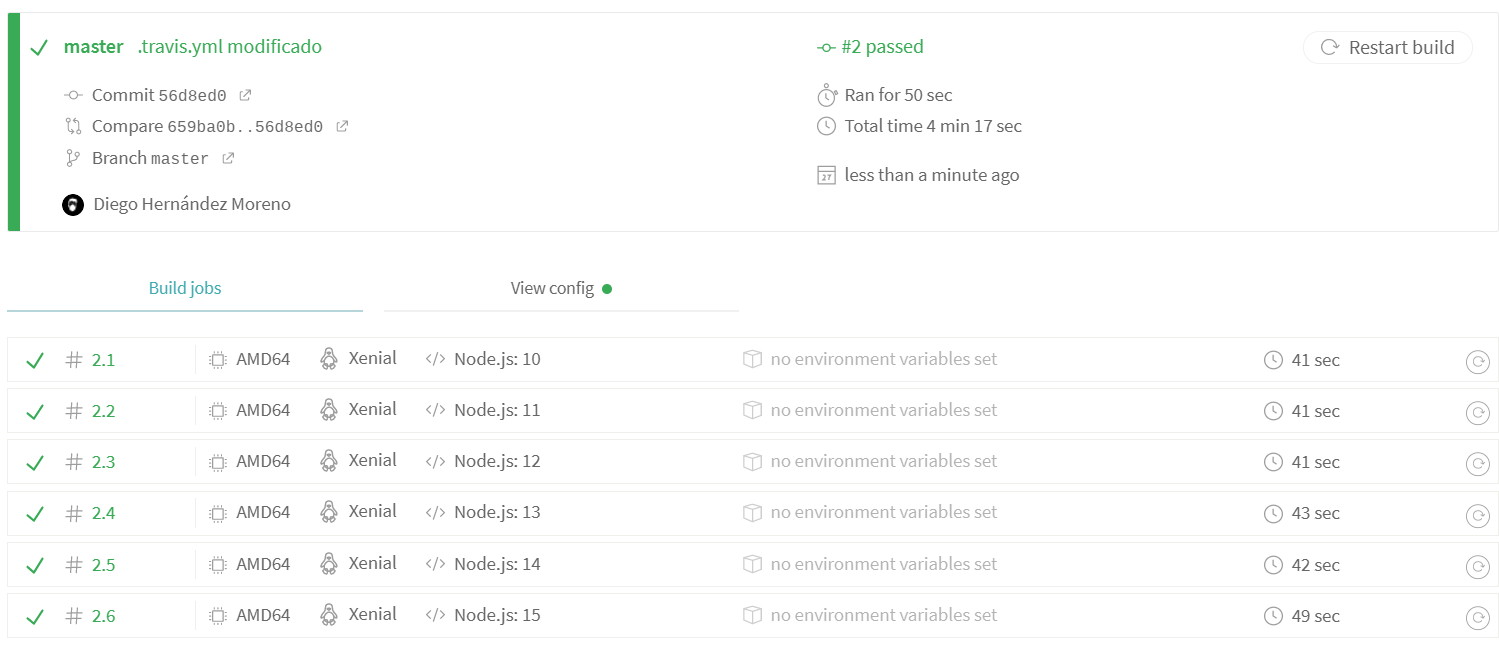 master .travis.yml modificado
#2 passed
Restart build
Commit 56d8ed0
Ran for 50 sec
Compare 659ba0b..56d8ed0
Total time 4 min 17 sec
Branch master
27 less than a minute ago
Diego Hernández Moreno
Build jobs
View config
# 2.1 AMD64 Xenial </> Node.js: 10 no environment variables set 41 sec
# 2.2 AMD64 Xenial </> Node.js: 11 no environment variables set 41 sec
# 2.3 AMD64 Xenial </> Node.js: 12 no environment variables set 41 sec
# 2.4 AMD64 Xenial </> Node.js: 13 no environment variables set 43 sec
# 2.5 AMD64 Xenial </> Node.js: 14 no environment variables set 42 sec
# 2.6 AMD64 Xenial </> Node.js: 15 no environment variables set 49 sec